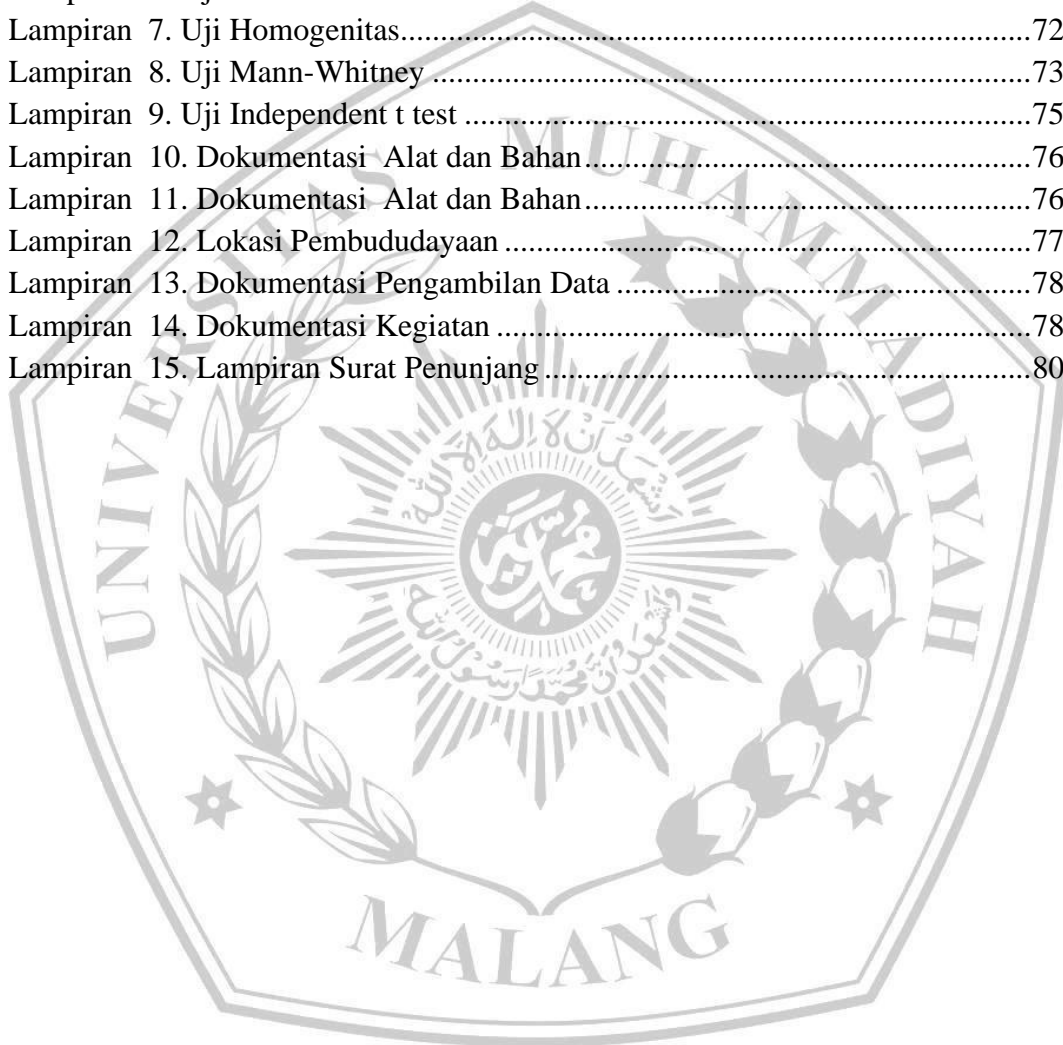 Lampiran 7. Uji Homogenitas....................................................................................72
Lampiran 8. Uji Mann-Whitney ................................................................................73
Lampiran 9. Uji Independent t test ............................................................................75
Lampiran 10. Dokumentasi Alat dan Bahan.............................................................76
Lampiran 11. Dokumentasi Alat dan Bahan.............................................................76
Lampiran 12. Lokasi Pembududayaan ......................................................................77
Lampiran 13. Dokumentasi Pengambilan Data .........................................................78
Lampiran 14. Dokumentasi Kegiatan ........................................................................78
Lampiran 15. Lampiran Surat Penunjang..................................................................80
UNIVERSITAS MUHAMMADIYAH
MALANG